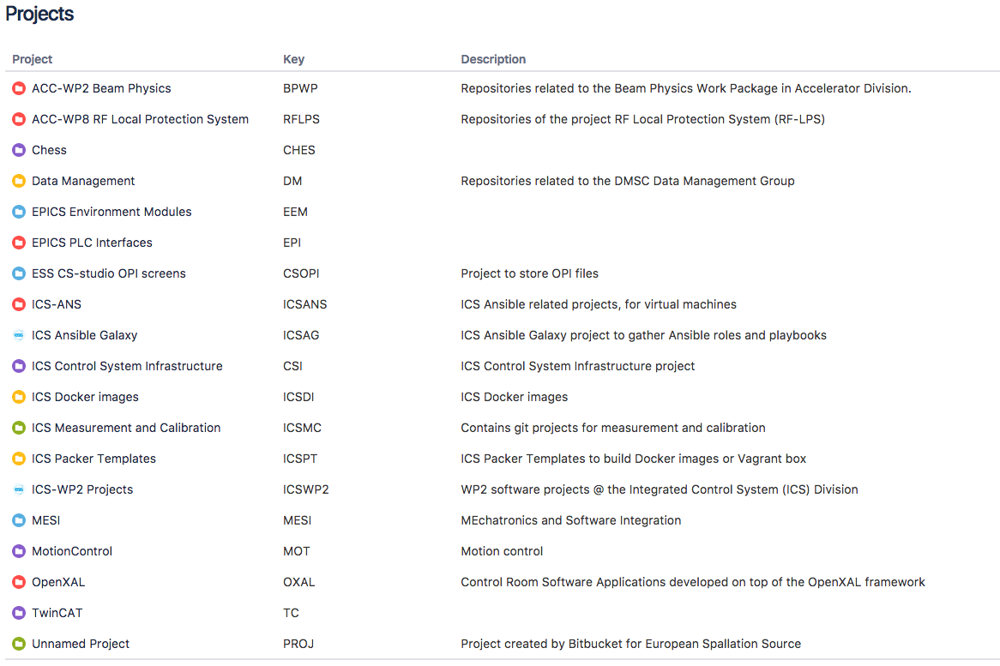 Projects
Project Key Description
ACC-WP2 Beam Physics BPWP Repositories related to the Beam Physics Work Package in Accelerator Division.
ACC-WP8 RF Local Protection System RFLPS Repositories of the project RF Local Protection System (RF-LPS)
Chess CHES
Data Management DM Repositories related to the DMSC Data Management Group
EPICS Environment Modules EEM
EPICS PLC Interfaces EPI
ESS CS-studio OPI screens CSOPI Project to store OPI files
ICS-ANS ICSANS ICS Ansible related projects, for virtual machines
ICS Ansible Galaxy ICSAG ICS Ansible Galaxy project to gather Ansible roles and playbooks
ICS Control System Infrastructure CSI ICS Control System Infrastructure project
ICS Docker images ICSDI ICS Docker images
ICS Measurement and Calibration ICSMC Contains git projects for measurement and calibration
ICS Packer Templates ICSPT ICS Packer Templates to build Docker images or Vagrant box
ICS-WP2 Projects ICSWP2 WP2 software projects @ the Integrated Control System (ICS) Division
MESI MESI MEchatronics and Software Integration
MotionControl MOT Motion control
OpenXAL OXAL Control Room Software Applications developed on top of the OpenXAL framework
TwinCAT TC
Unnamed Project PROJ Project created by Bitbucket for European Spallation Source